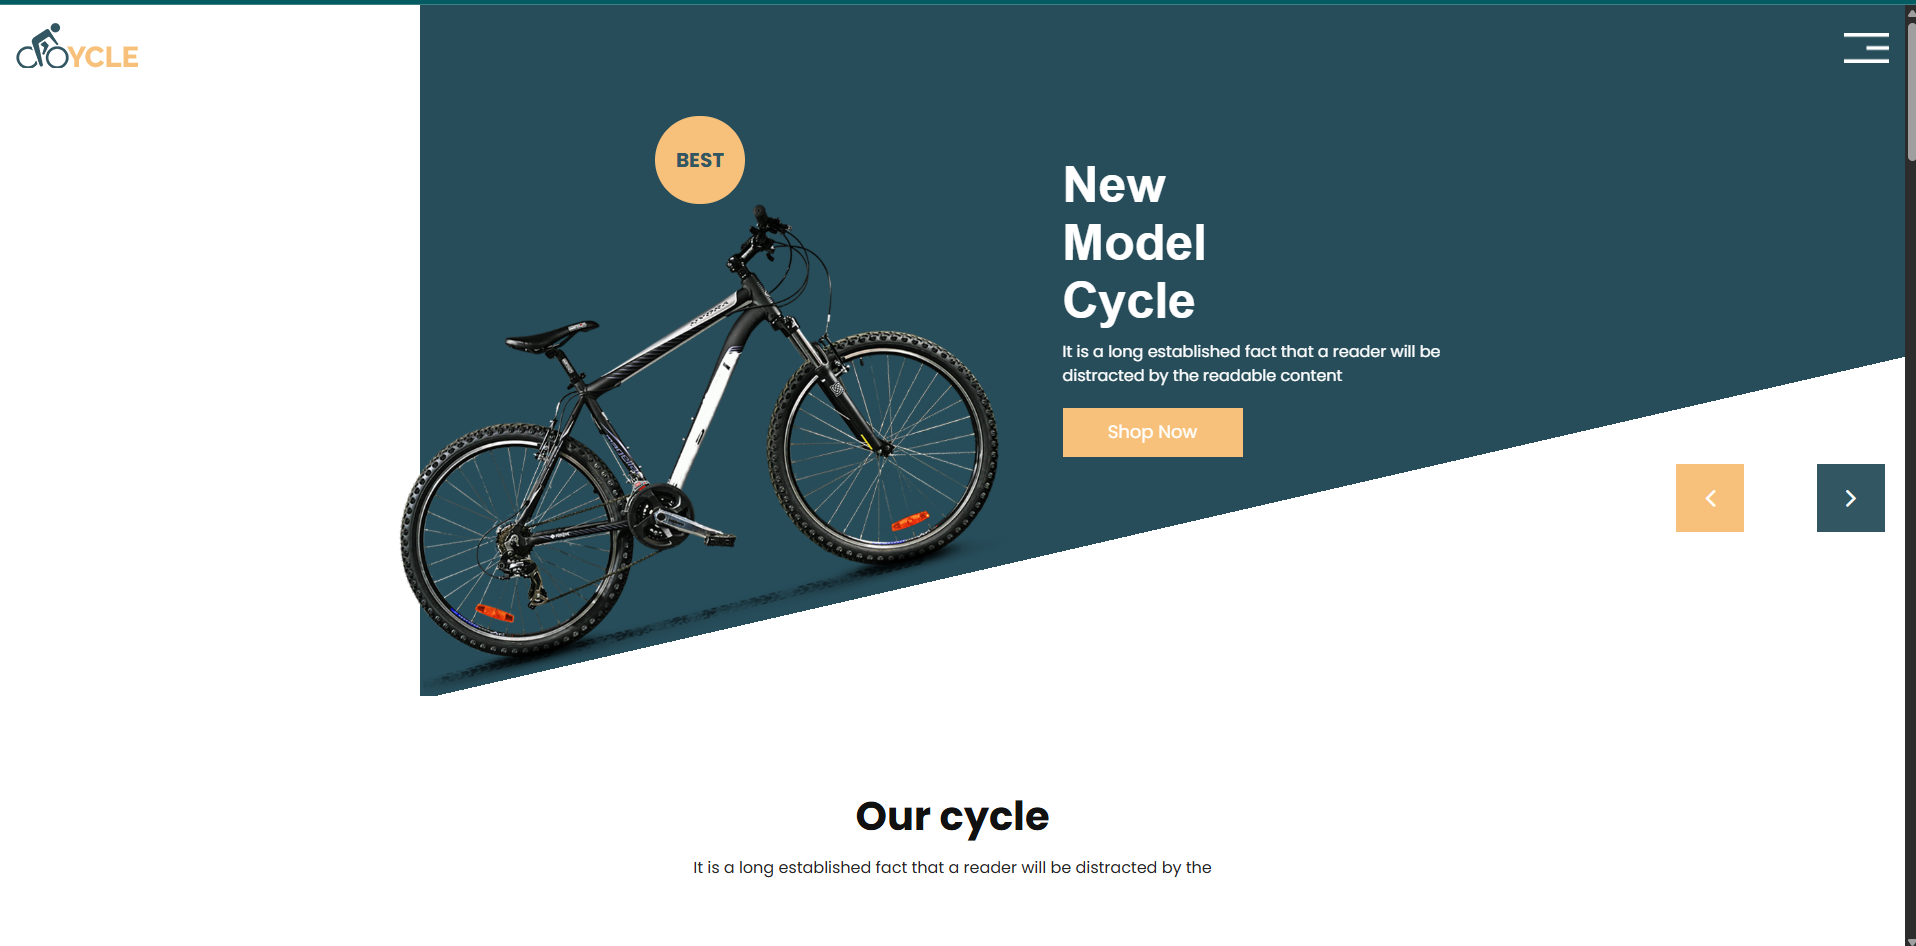 CYCLE
BEST
New
Model
Cycle
It is a long established fact that a reader will be
distracted by the readable content
Shop Now
Our cycle
It is a long established fact that a reader will be distracted by the